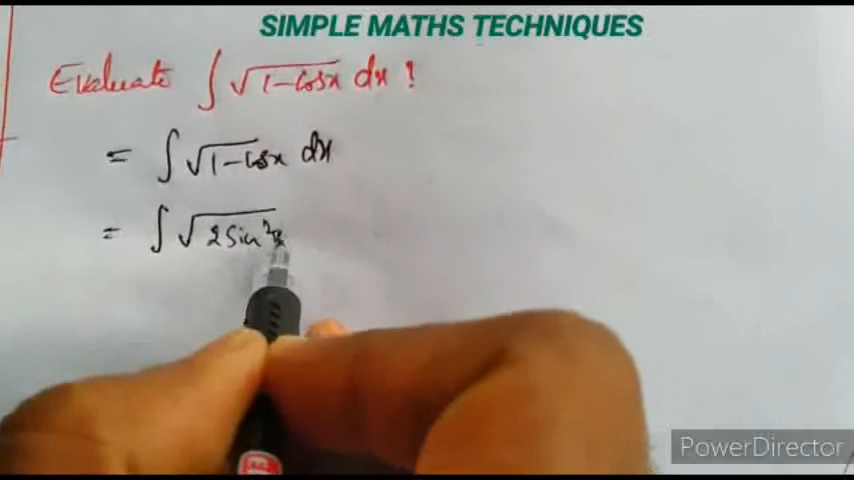 SIMPLE MATHS TECHNIQUES
Evaluate ∫ √1-cosx dx ?
= ∫ √1-cosx dx
= ∫ √2sin²
PowerDirector